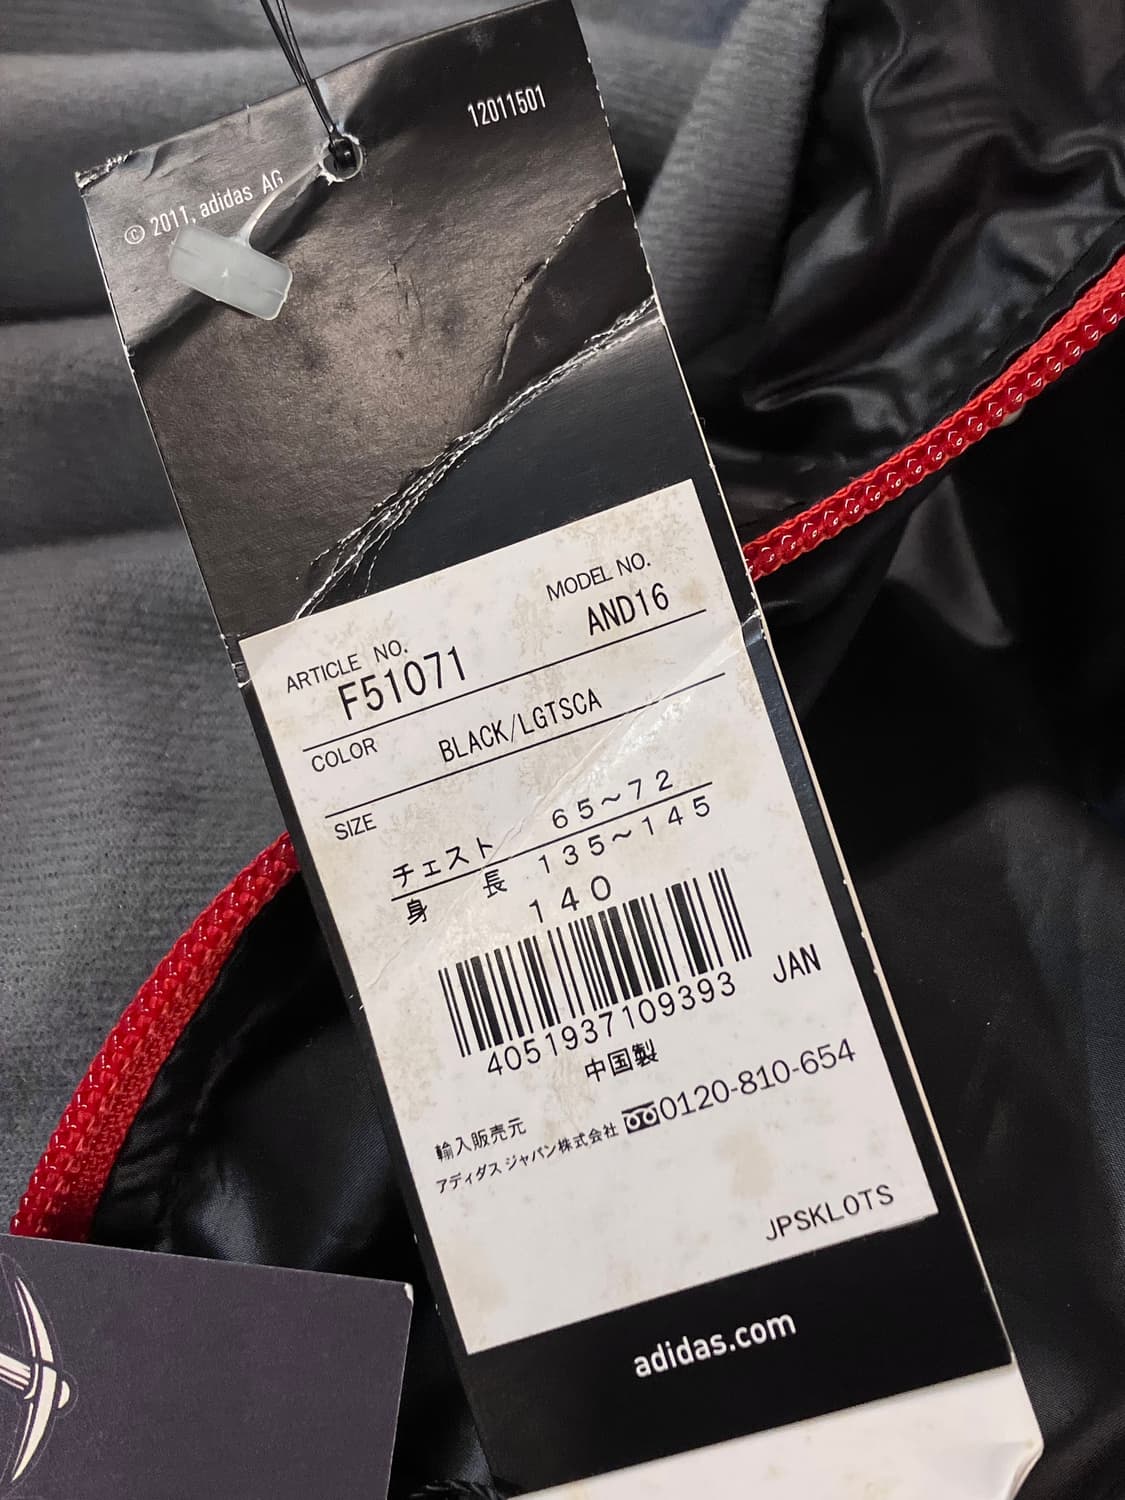 12011501
© 2011, adidas AG
MODEL NO.
AND16
ARTICLE NO.
F51071
COLOR BLACK/LGTSCA
SIZE
チェスト 65~72
身長 135~145
140
4051937109393 JAN
中国製
輸入販売元
アディダス ジャパン株式会社 0120-810-654
JPSKLOTS
adidas.com